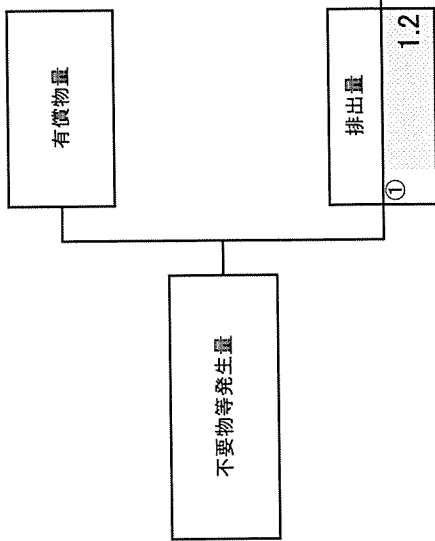 有償物量
不要物等発生量
排出量
①
1.2